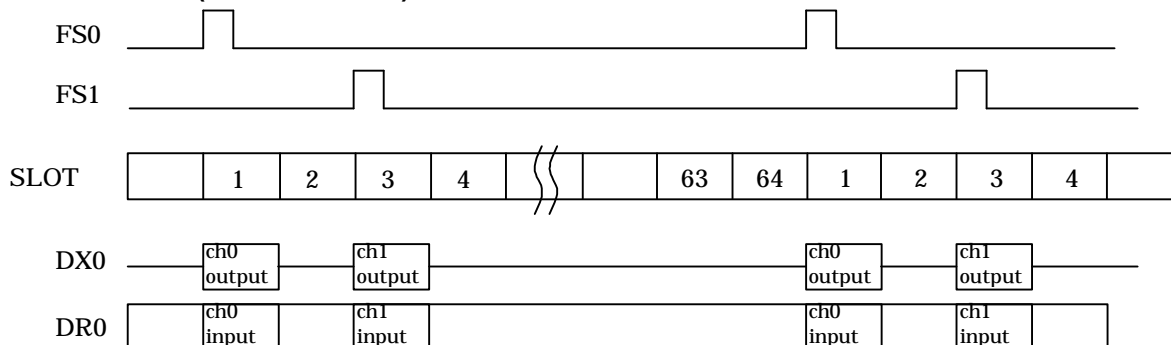 FS0
FS1
SLOT 1 2 3 4 63 64 1 2 3 4
DX0 ch0 output ch1 output ch0 output ch1 output
DR0 ch0 input ch1 input ch0 input ch1 input